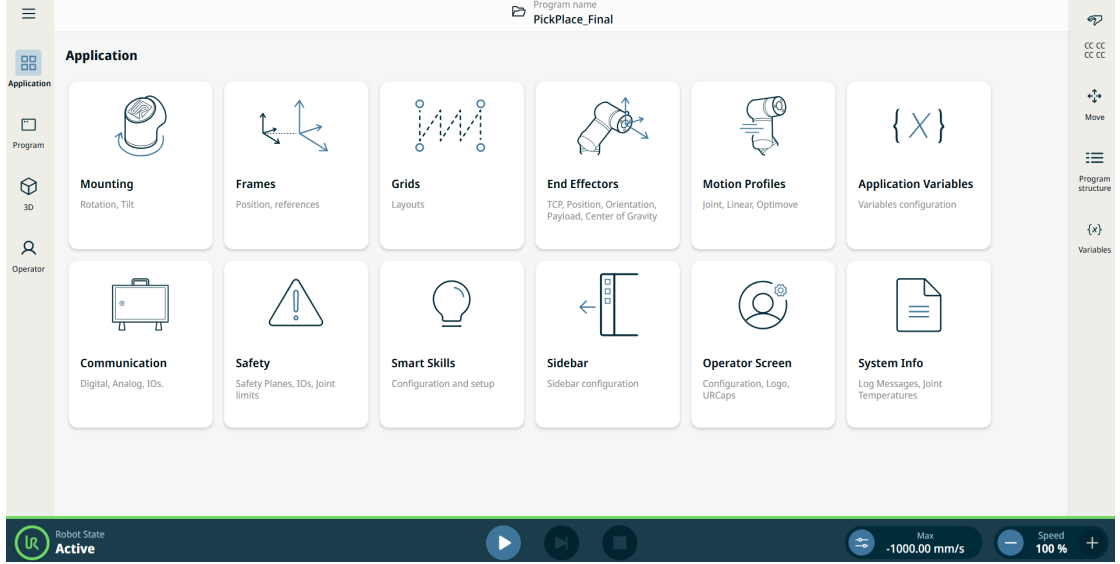 Program name
PickPlace_Final
Application
Application
Program
3D
Operator
Mounting
Rotation, Tilt
Frames
Position, references
Grids
Layouts
End Effectors
TCP, Position, Orientation,
Payload, Center of Gravity
Motion Profiles
Joint, Linear, Optimove
Application Variables
Variables configuration
Communication
Digital, Analog, IOs.
Safety
Safety Planes, IOs, Joint
limits
Smart Skills
Configuration and setup
Sidebar
Sidebar configuration
Operator Screen
Configuration, Logo,
URCaps
System Info
Log Messages, Joint
Temperatures
CC CC
CC CC
Move
Program
structure
{x}
Variables
UR
Robot State
Active
Max
-1000.00 mm/s
Speed
100 %